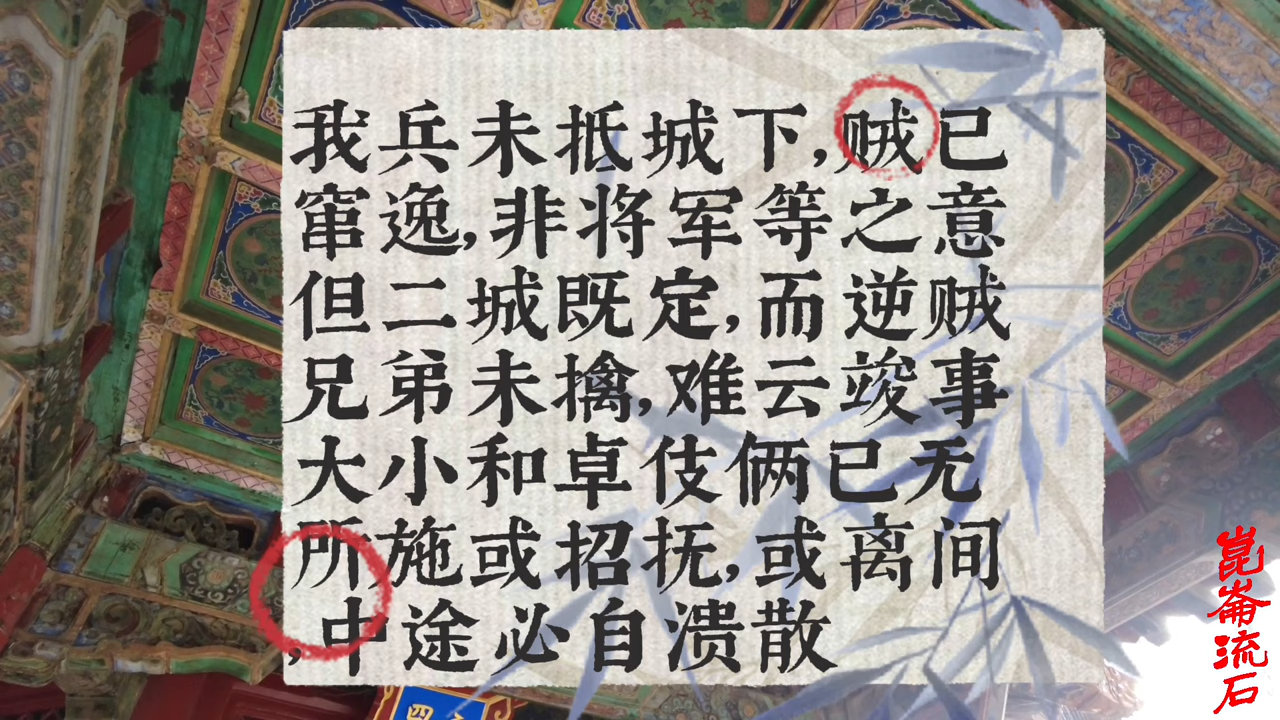 我兵未抵城下,贼已
窜逸,非将军等之意
但二城既定,而逆贼
兄弟未擒,难云竣事
大小和卓伎俩已无
所施或招抚,或离间
,中途必自溃散
崑崙流石
四